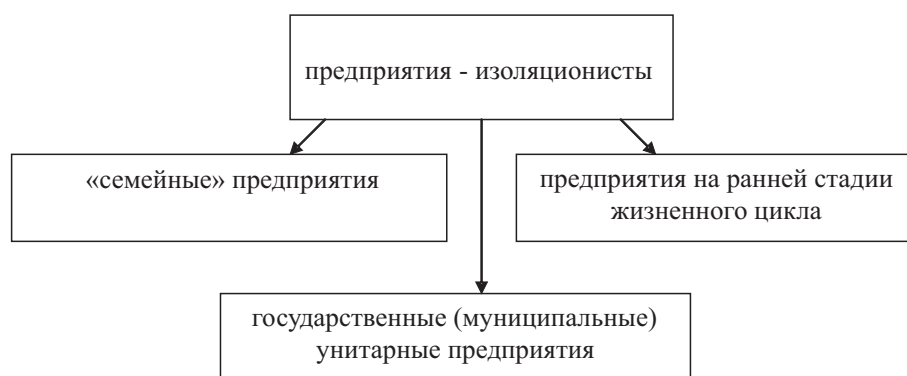 предприятия - изоляционисты
«семейные» предприятия
предприятия на ранней стадии
жизненного цикла
государственные (муниципальные)
унитарные предприятия